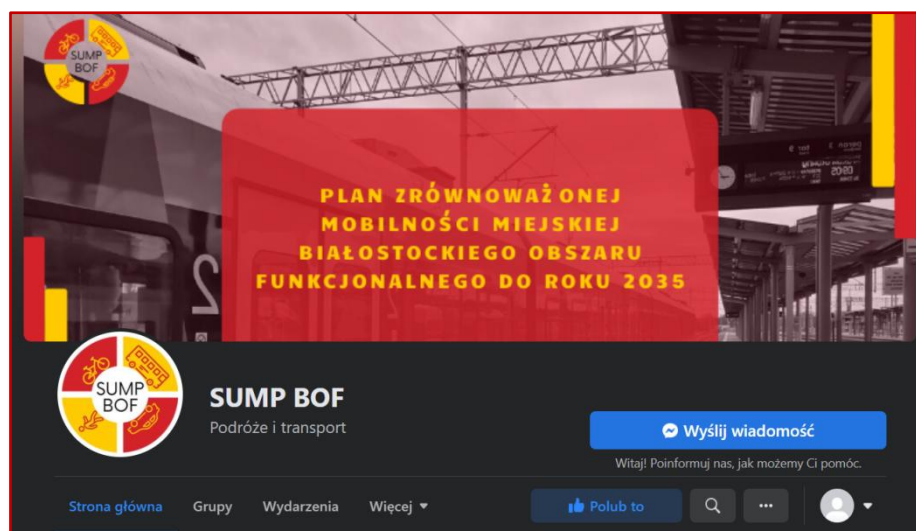 SUMP
BOF
PLAN ZRÓWNOWAŻONEJ
MOBILNOŚCI MIEJSKIEJ
BIAŁOSTOCKIEGO OBSZARU
FUNKCJONALNEGO DO ROKU 2035
2
SUMP
BOF
SUMP BOF
Podróże i transport
Wyślij wiadomość
Witaj! Poinformuj nas, jak możemy Ci pomóc.
Strona główna Grupy Wydarzenia Więcej Polub to